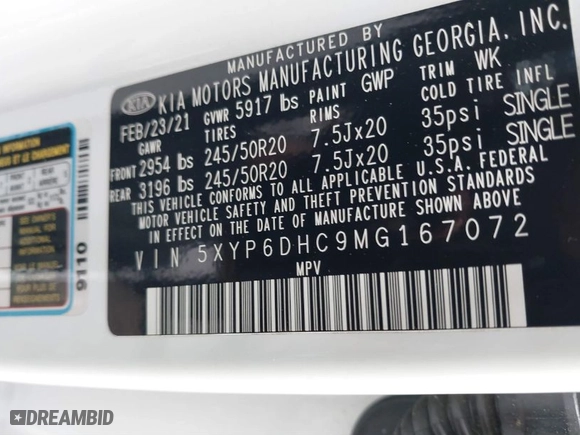 MANUFACTURED BY
KIA KIA MOTORS MANUFACTURING GEORGIA, INC.
FEB/23/21 GVWR 5917 lbs PAINT GWP TRIM WK
GAWR TIRES RIMS COLD TIRE INFL
FRONT 2954 lbs 245/50R20 7.5Jx20 35psi SINGLE
REAR 3196 lbs 245/50R20 7.5Jx20 35psi SINGLE
THIS VEHICLE CONFORMS TO ALL APPLICABLE U.S.A. FEDERAL
MOTOR VEHICLE SAFETY AND THEFT PREVENTION STANDARDS
IN EFFECT ON THE DATE OF MANUFACTURE SHOWN ABOVE
VIN 5XYP6DHC9MG167072
MPV
9110
DREAMBID